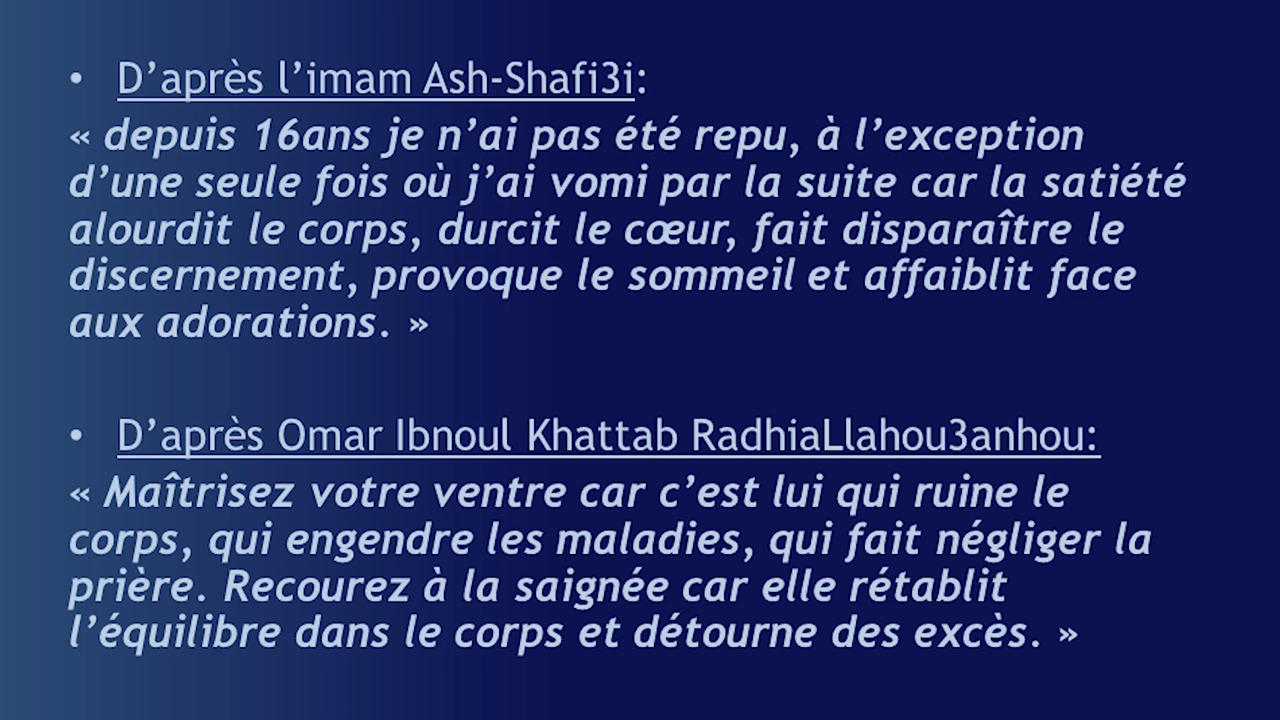 • D’après l’imam Ash-Shafi3i:
« depuis 16ans je n’ai pas été repu, à l’exception
d’une seule fois où j’ai vomi par la suite car la satiété
alourdit le corps, durcit le cœur, fait disparaître le
discernement, provoque le sommeil et affaiblit face
aux adorations. »
• D’après Omar Ibnoul Khattab RadhiaLlahou3anhou:
« Maîtrisez votre ventre car c’est lui qui ruine le
corps, qui engendre les maladies, qui fait négliger la
prière. Recourez à la saignée car elle rétablit
l’équilibre dans le corps et détourne des excès. »